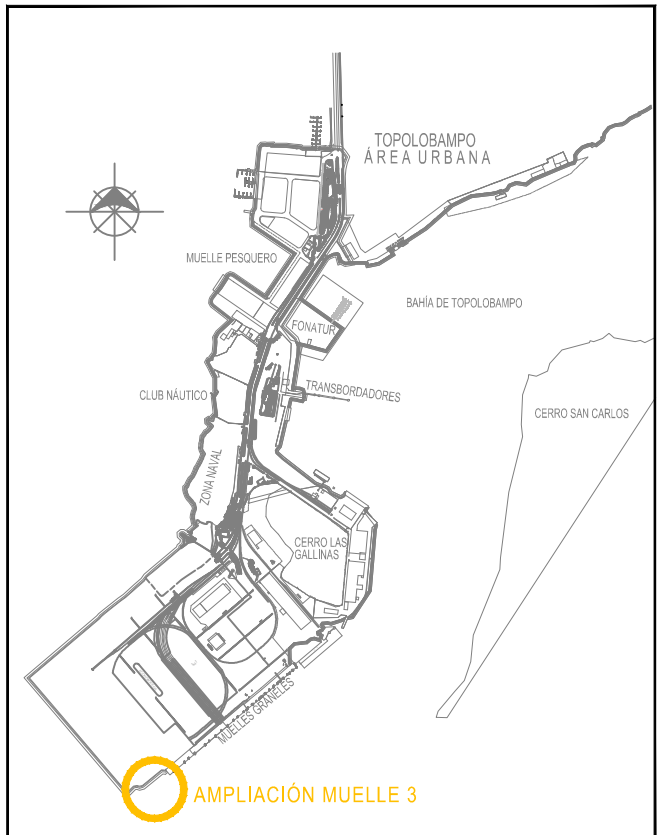 TOPOLOBAMPO
ÁREA URBANA
MUELLE PESQUERO
BAHÍA DE TOPOLOBAMPO
FONATUR
TRANSBORDADORES
CLUB NÁUTICO
CERRO SAN CARLOS
ZONA NAVAL
CERRO LAS
GALLINAS
MUELLES GRANELES
AMPLIACIÓN MUELLE 3